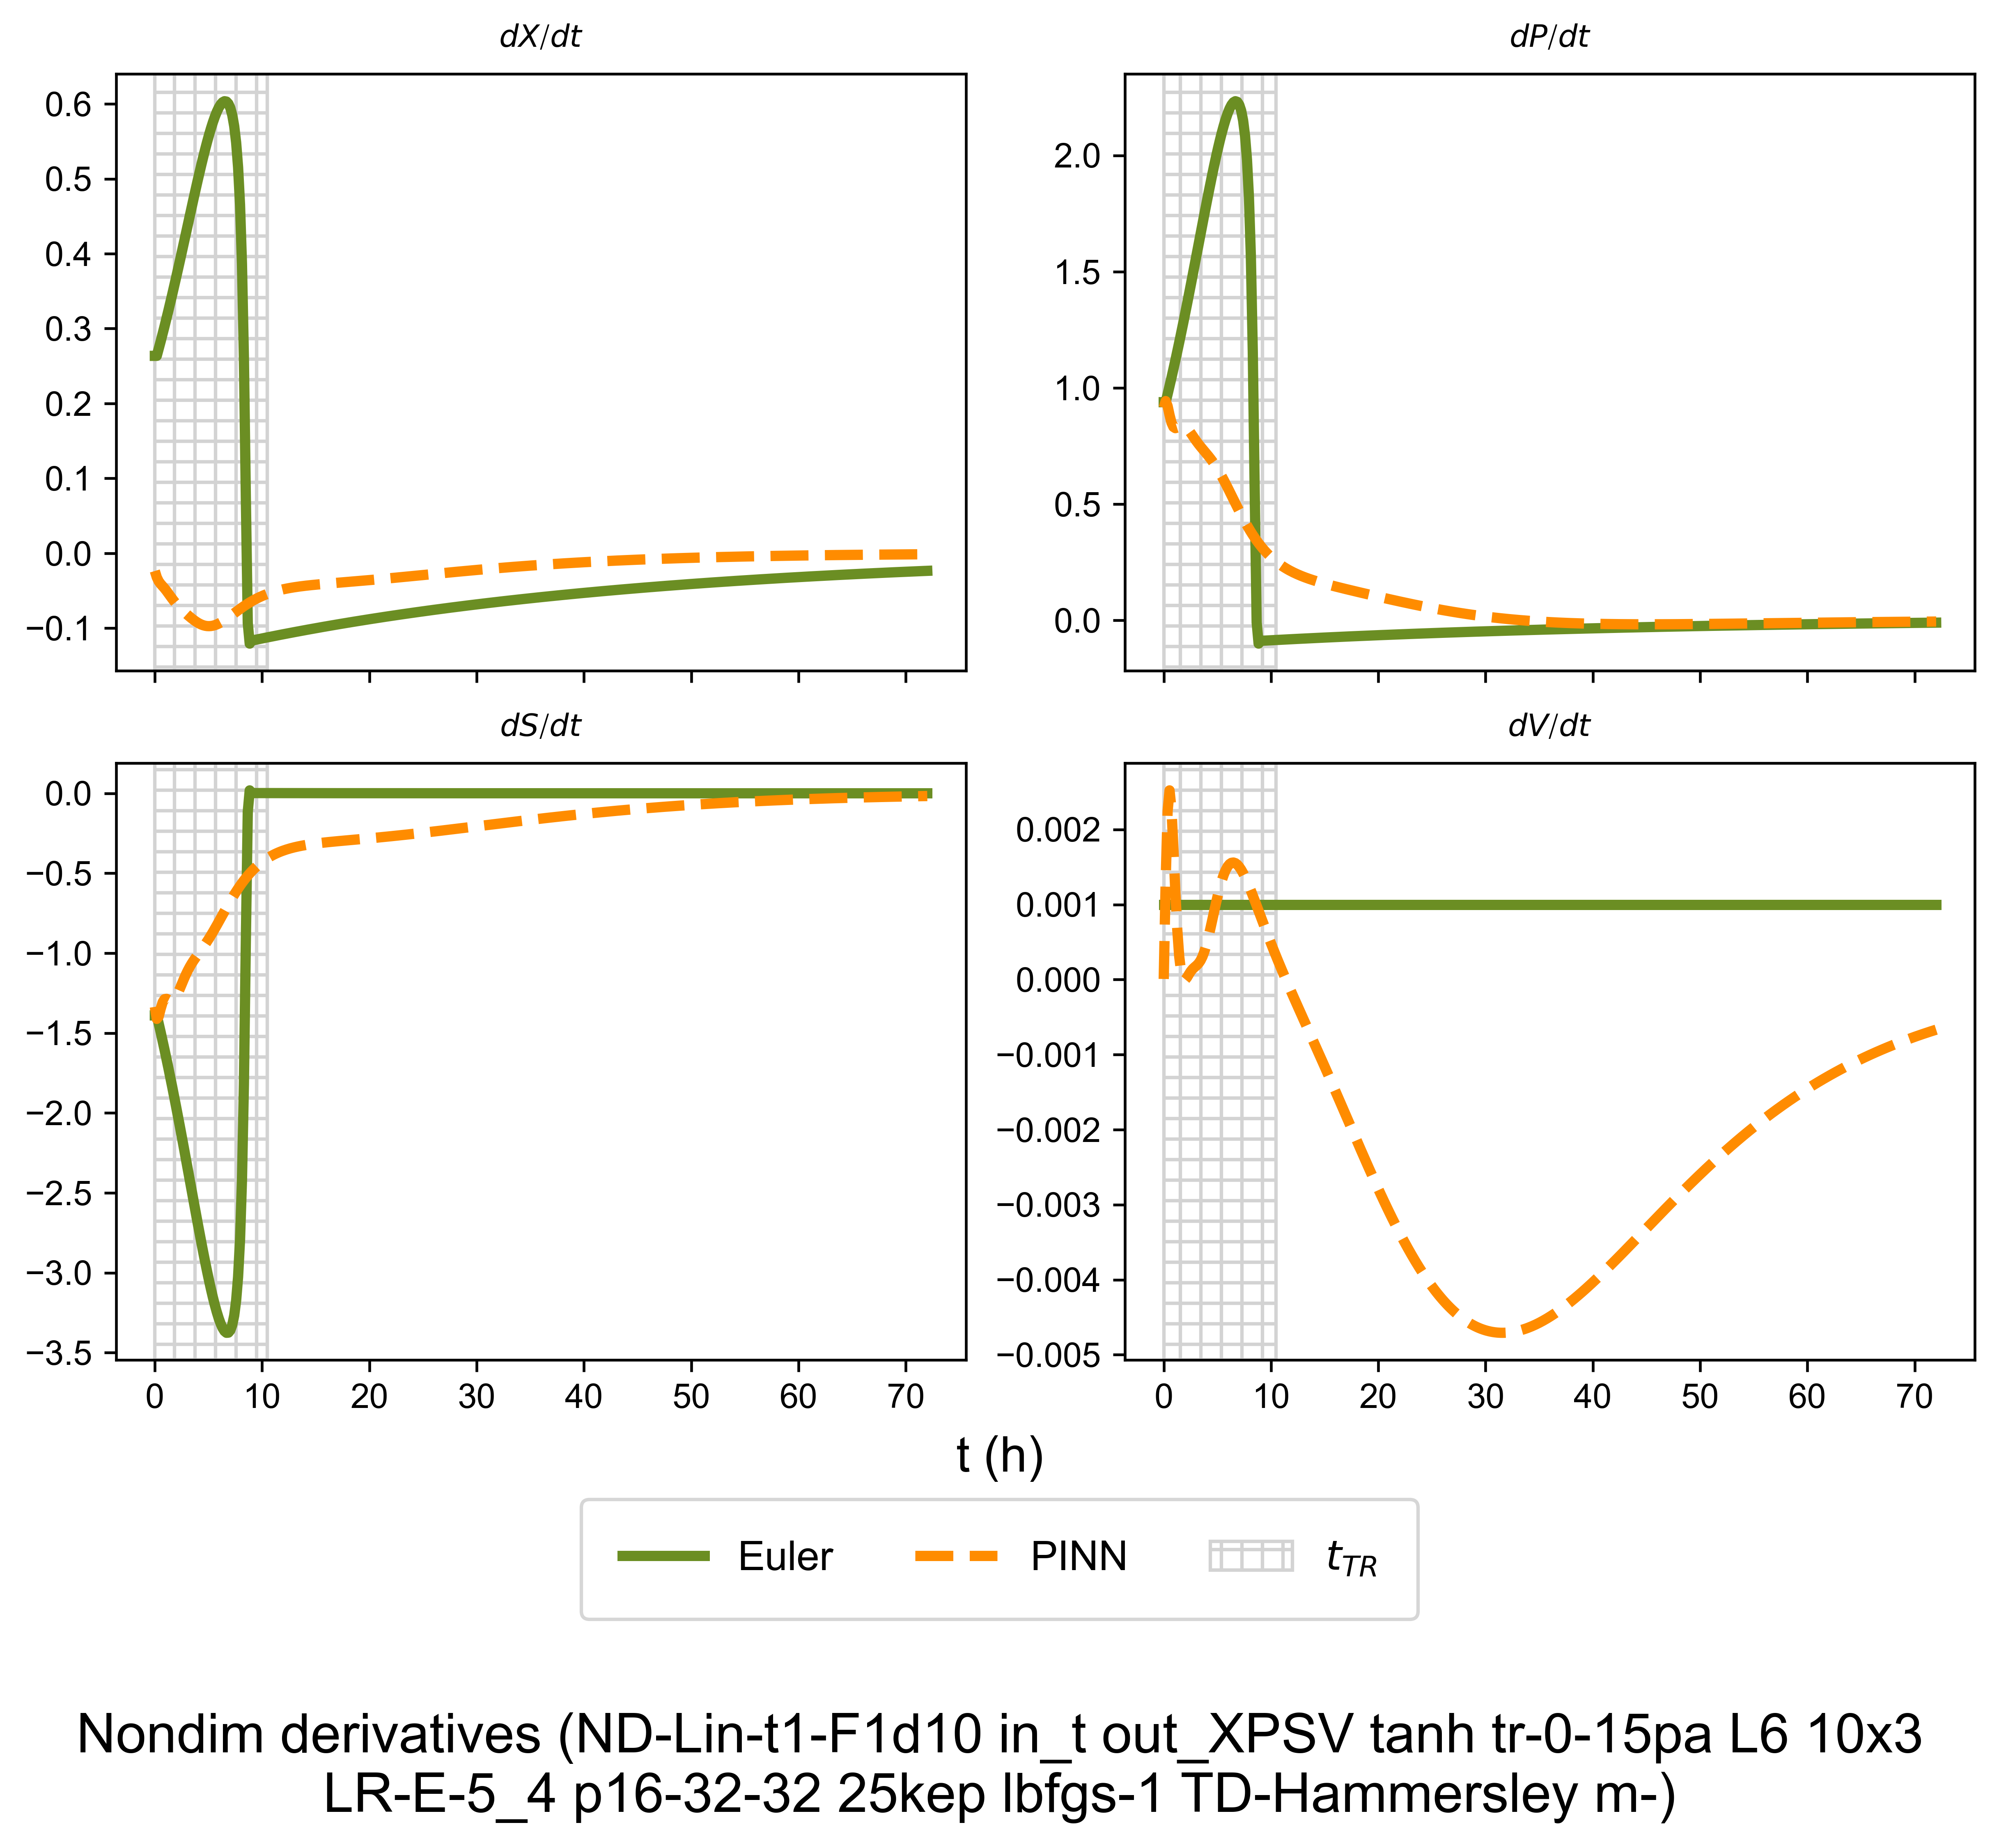 dX/dt
dP/dt
0.6
0.5
0.4
0.3
0.2
0.1
0.0
−0.1
2.0
1.5
1.0
0.5
0.0
dS/dt
dV/dt
0.0
−0.5
−1.0
−1.5
−2.0
−2.5
−3.0
−3.5
0 10 20 30 40 50 60 70
0.002
0.001
0.000
−0.001
−0.002
−0.003
−0.004
−0.005
0 10 20 30 40 50 60 70
t (h)
Euler PINN t_TR
Nondim derivatives (ND-Lin-t1-F1d10 in_t out_XPSV tanh tr-0-15pa L6 10x3
LR-E-5_4 p16-32-32 25kep lbfgs-1 TD-Hammersley m-)